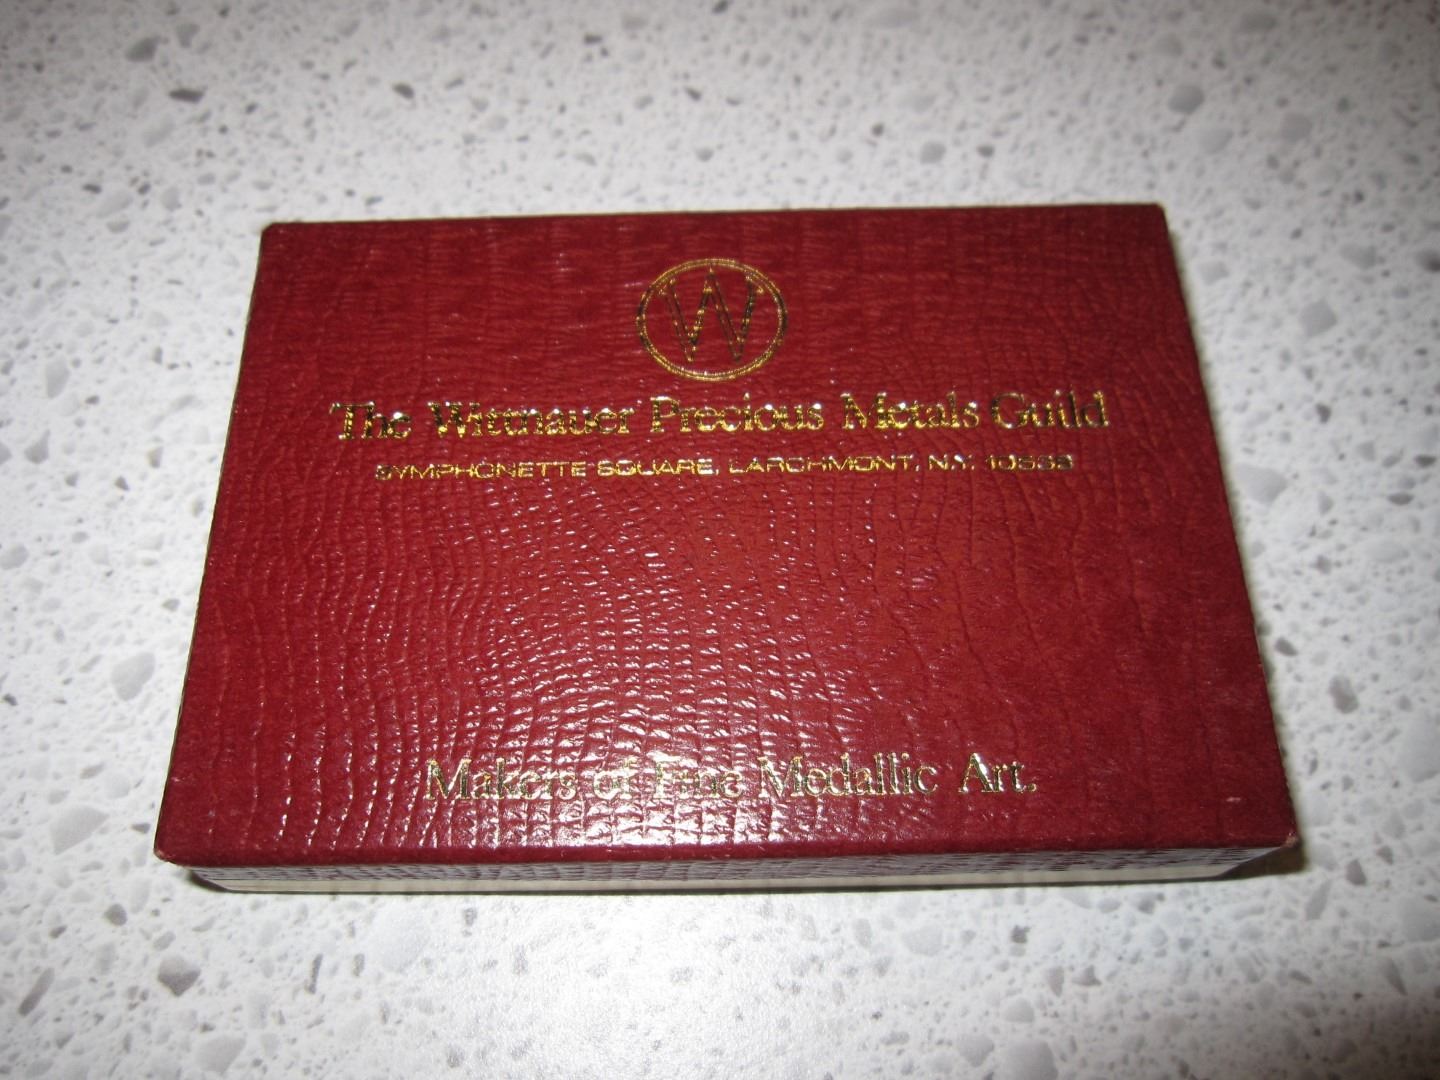 W
The Wittnauer Precious Metals Guild
SYMPHONETTE SQUARE, LARCHMONT, N.Y. 10538
Makers of Fine Medallic Art.